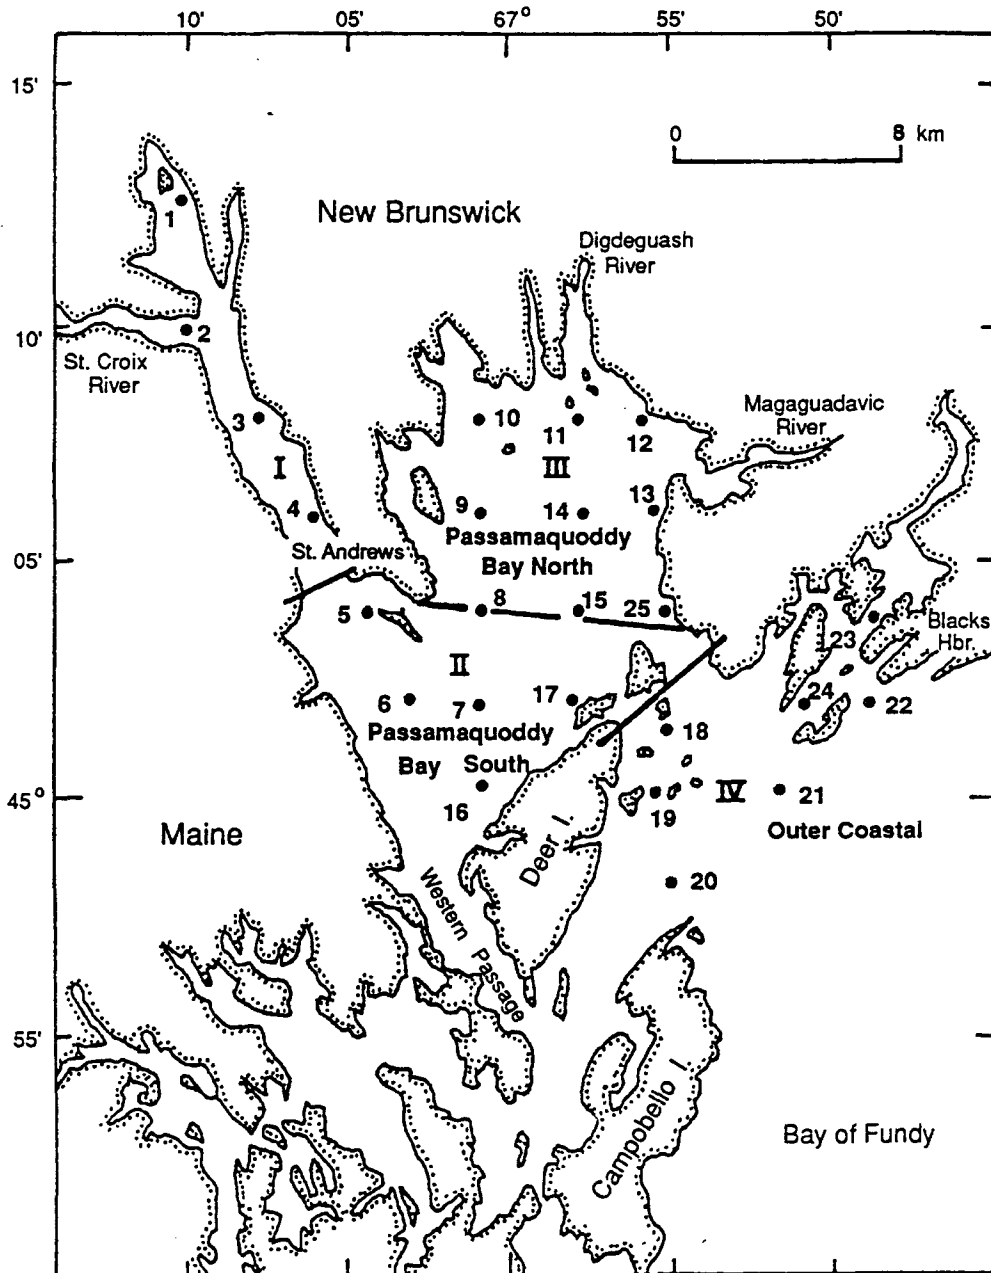 10' 05' 67° 55' 50'
15'
0 8 km
1
New Brunswick
Digdeguash
River
10'
2
St. Croix
River
Magaguadavic
River
3
10
11
12
I
III
4
9
14
13
Passamaquoddy
Bay North
St. Andrews
05'
5
8
15
25
23
Blacks
Hbr.
II
6
7
17
24
22
18
Passamaquoddy
Bay South
16
45°
19
IV
21
Outer Coastal
Maine
Deer I.
20
Western Passage
55'
Campobello I.
Bay of Fundy